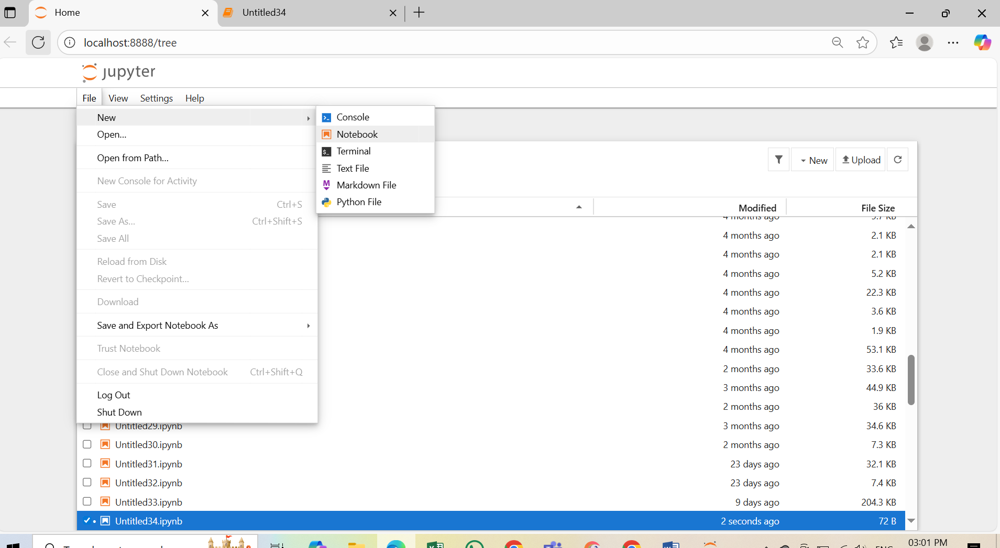 Home
Untitled34
localhost:8888/tree
jupyter
File View Settings Help
New
Open...
Open from Path...
New Console for Activity
Save Ctrl+S
Save As... Ctrl+Shift+S
Save All
Reload from Disk
Revert to Checkpoint...
Download
Save and Export Notebook As
Trust Notebook
Close and Shut Down Notebook Ctrl+Shift+Q
Log Out
Shut Down
Console
Notebook
Terminal
Text File
Markdown File
Python File
New Upload
Modified File Size
4 months ago
4 months ago 2.1 KB
4 months ago 2.1 KB
4 months ago 5.2 KB
4 months ago 22.3 KB
4 months ago 3.6 KB
4 months ago 1.9 KB
4 months ago 53.1 KB
2 months ago 33.6 KB
3 months ago 44.9 KB
2 months ago 36 KB
Untitled29.ipynb 3 months ago 34.6 KB
Untitled30.ipynb 2 months ago 7.3 KB
Untitled31.ipynb 23 days ago 32.1 KB
Untitled32.ipynb 23 days ago 7.4 KB
Untitled33.ipynb 9 days ago 204.3 KB
Untitled34.ipynb 2 seconds ago 72 B
03:01 PM